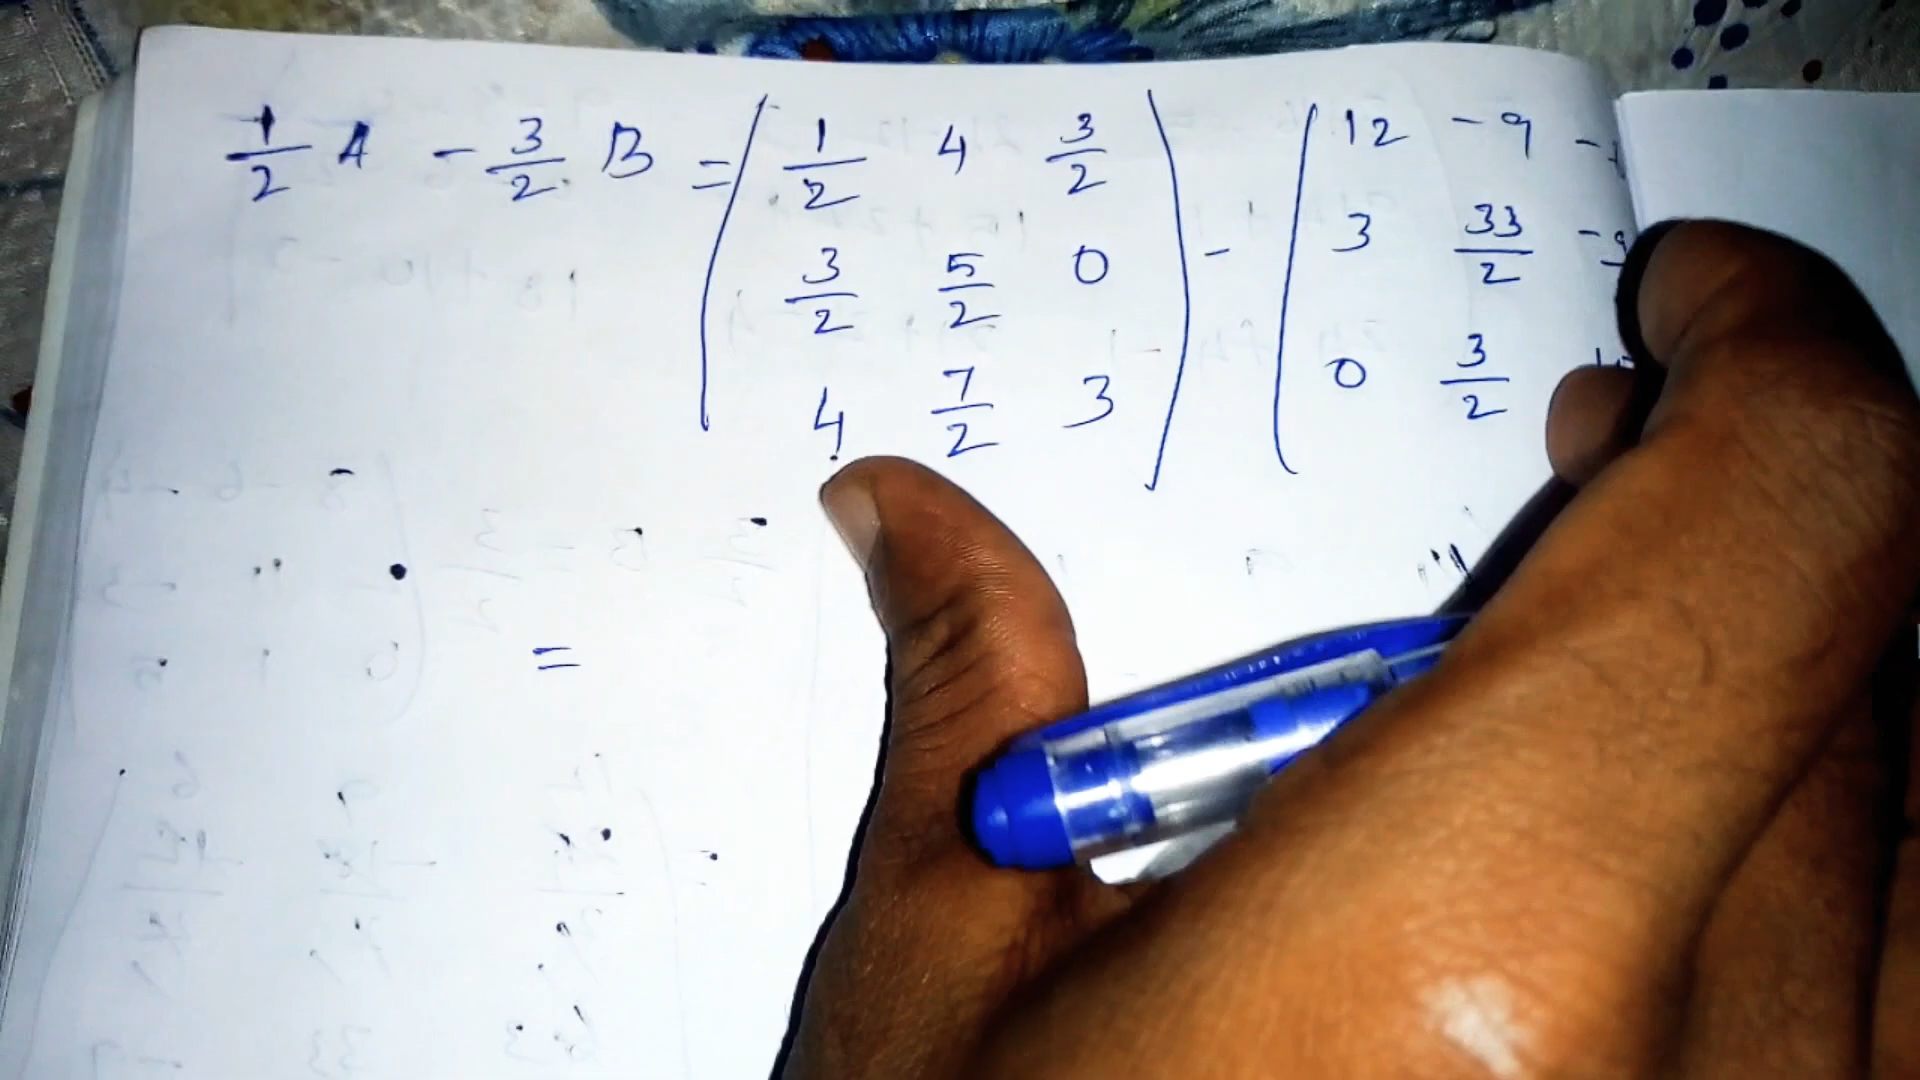 1/2 A - 3/2 B = ( 1/2 4 3/2 ) - ( 12 -9
3/2 5/2 0 3 33/2
4 7/2 3 0 3/2
=